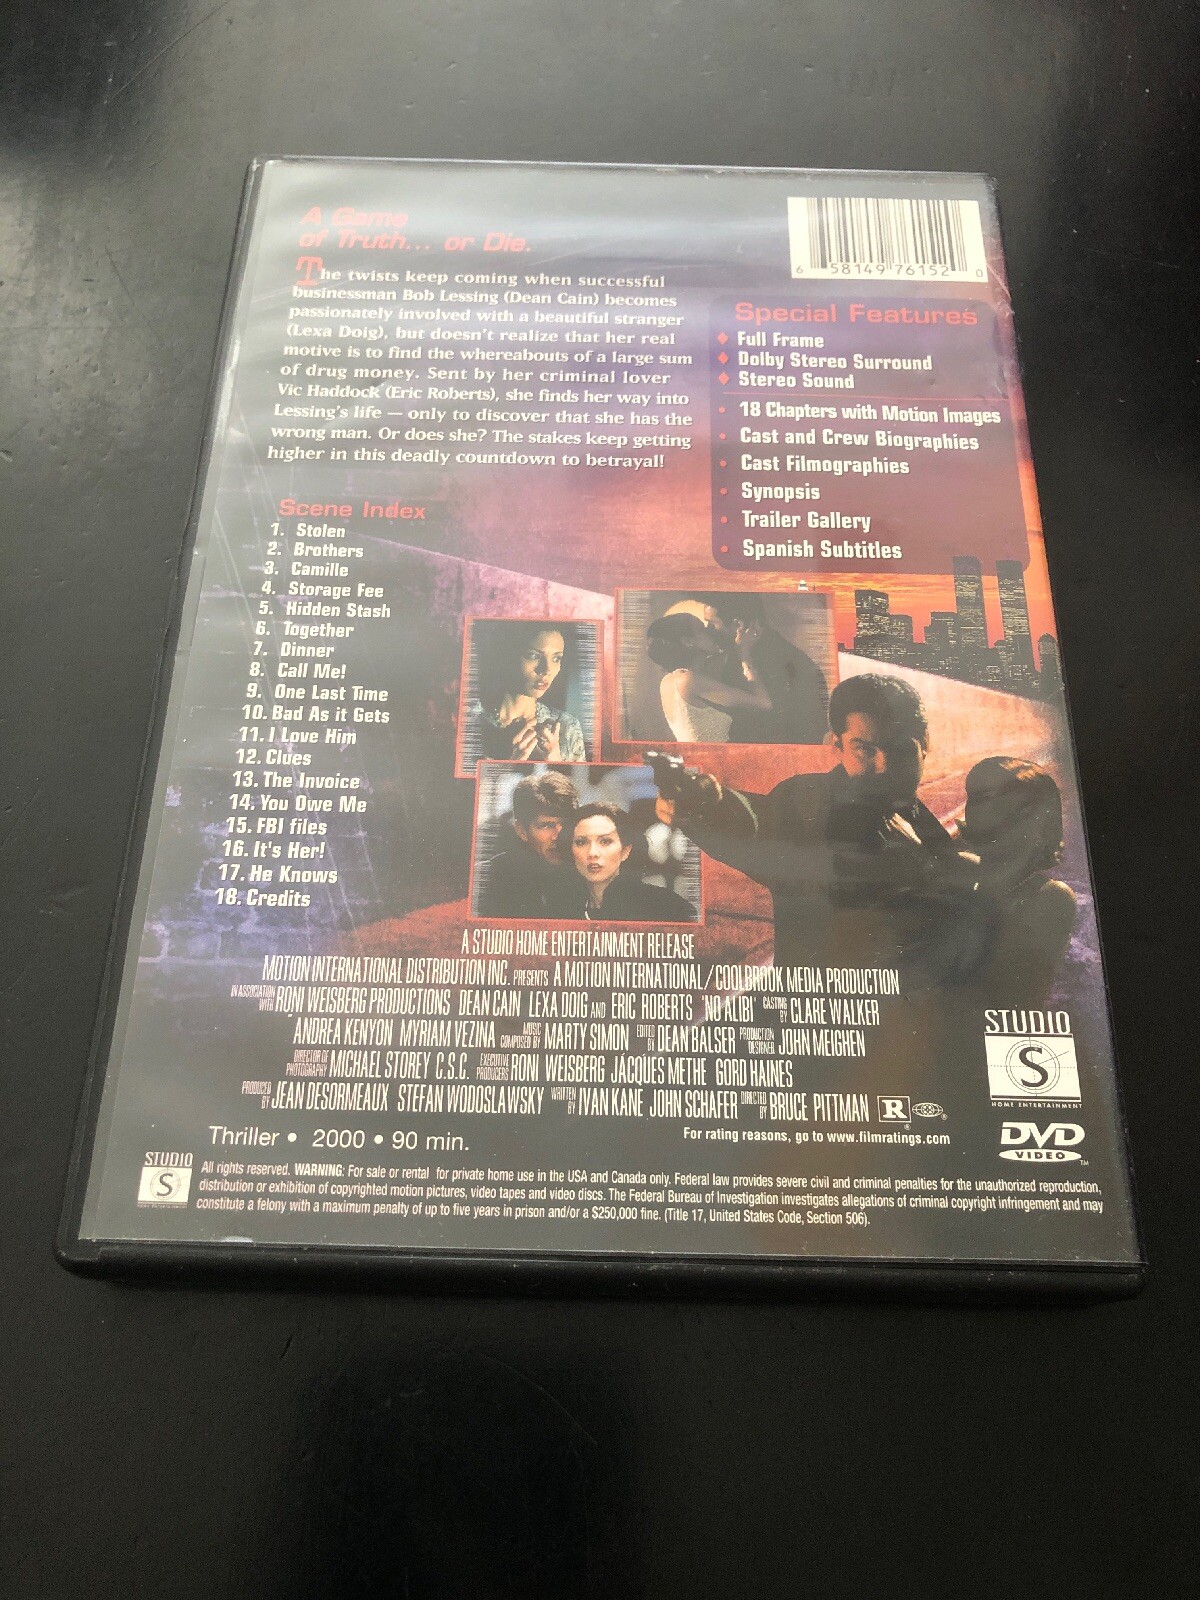 A Game
of Truth... or Die.
The twists keep coming when successful
businessman Bob Lessing (Dean Cain) becomes
passionately involved with a beautiful stranger
(Lexa Doig), but doesn't realize that her real
motive is to find the whereabouts of a large sum
of drug money. Sent by her criminal lover
Vic Haddock (Eric Roberts), she finds her way into
Lessing's life — only to discover that she has the
wrong man. Or does she? The stakes keep getting
higher in this deadly countdown to betrayal!
6 58149 76152 0
Special Features
Full Frame
Dolby Stereo Surround
Stereo Sound
18 Chapters with Motion Images
Cast and Crew Biographies
Cast Filmographies
Synopsis
Trailer Gallery
Spanish Subtitles
Scene Index
1. Stolen
2. Brothers
3. Camille
4. Storage Fee
5. Hidden Stash
6. Together
7. Dinner
8. Call Me!
9. One Last Time
10. Bad As it Gets
11. I Love Him
12. Clues
13. The Invoice
14. You Owe Me
15. FBI files
16. It's Her!
17. He Knows
18. Credits
A STUDIO HOME ENTERTAINMENT RELEASE
MOTION INTERNATIONAL DISTRIBUTION INC. PRESENTS A MOTION INTERNATIONAL/COOLBROOK MEDIA PRODUCTION
IN ASSOCIATION WITH RONI WEISBERG PRODUCTIONS DEAN CAIN LEXA DOIG AND ERIC ROBERTS 'NO ALIBI' CASTING BY CLARE WALKER
ANDREA KENYON MYRIAM VEZINA MUSIC COMPOSED BY MARTY SIMON EDITED BY DEAN BALSER PRODUCTION DESIGNER JOHN MEIGHEN
DIRECTOR OF PHOTOGRAPHY MICHAEL STOREY C.S.C. EXECUTIVE PRODUCERS RONI WEISBERG JACQUES METHE GORD HAINES
PRODUCED BY JEAN DESORMEAUX STEFAN WODOSLAWSKY WRITTEN BY IVAN KANE JOHN SCHAFER DIRECTED BY BRUCE PITTMAN R
®
For rating reasons, go to www.filmratings.com
STUDIO
S
HOME ENTERTAINMENT
DVD
VIDEO
TM
Thriller • 2000 • 90 min.
STUDIO
S
All rights reserved. WARNING: For sale or rental for private home use in the USA and Canada only. Federal law provides severe civil and criminal penalties for the unauthorized reproduction,
distribution or exhibition of copyrighted motion pictures, video tapes and video discs. The Federal Bureau of Investigation investigates allegations of criminal copyright infringement and may
constitute a felony with a maximum penalty of up to five years in prison and/or a $250,000 fine. (Title 17, United States Code, Section 506).